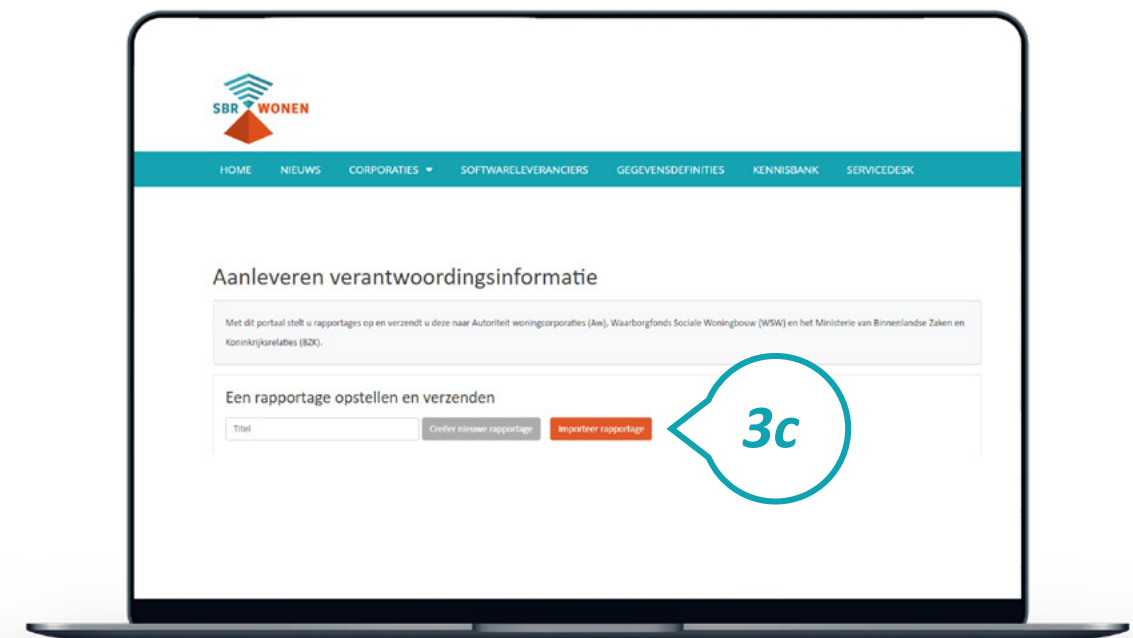 SBR WONEN
HOME NIEUWS CORPORATIES SOFTWARELEVERANCIERS GEGEVENSDEFINITIES KENNISBANK SERVICEDESK
Aanleveren verantwoordingsinformatie
Met dit portaal stelt u rapportages op en verzendt u deze naar Autoriteit woningcorporaties (Aw), Waarborgfonds Sociale Woningbouw (WSW) en het Ministerie van Binnenlandse Zaken en
Koninkrijksrelaties (BZK).
Een rapportage opstellen en verzenden
Titel Creëer nieuwe rapportage Importeer rapportage
3c